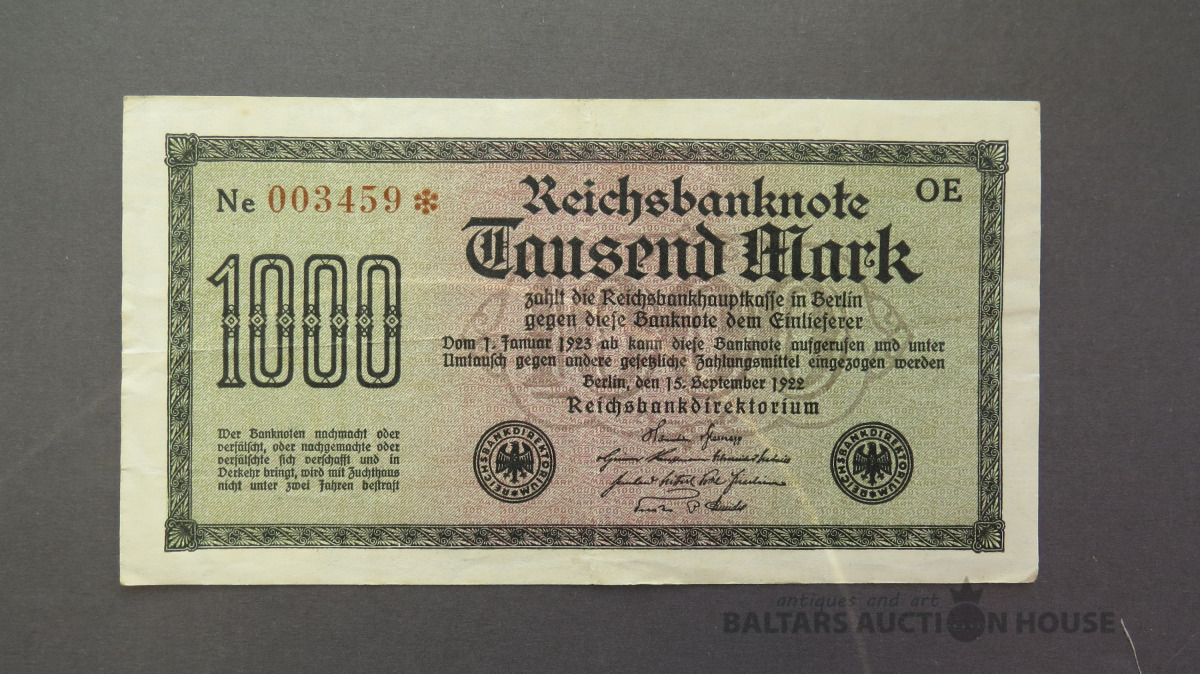 Ne 003459 *
OE
Reichsbanknote
Tausend Mark
1000
zahlt die Reichsbankhauptkasse in Berlin
gegen diese Banknote dem Einlieferer
Vom 1. Januar 1923 ab kann diese Banknote aufgerufen und unter
Umtausch gegen andere gesetzliche Zahlungsmittel eingezogen werden
Berlin, den 15. September 1922
Reichsbankdirektorium
Wer Banknoten nachmacht oder
verfälscht, oder nachgemachte oder
verfälschte sich verschafft und in
Verkehr bringt, wird mit Zuchthaus
nicht unter zwei Jahren bestraft
REICHSBANKDIREKTORIUM
REICHSBANKDIREKTORIUM
antiques and art
BALTARS AUCTION HOUSE